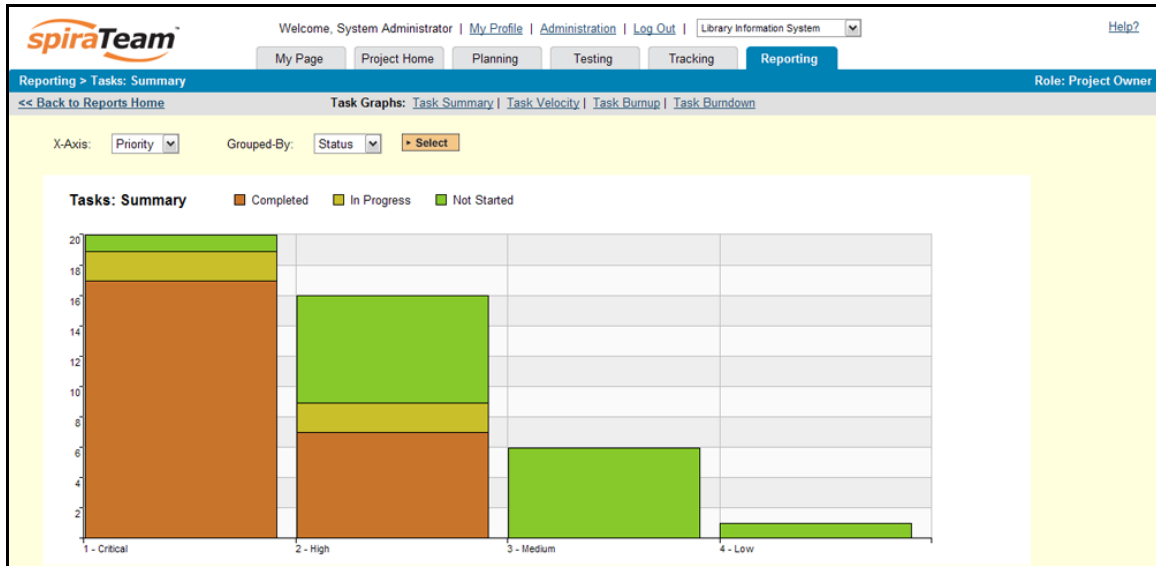 spiraTeam™
Welcome, System Administrator | My Profile | Administration | Log Out | Library Information System
Help?
My Page Project Home Planning Testing Tracking Reporting
Reporting > Tasks: Summary
Role: Project Owner
<< Back to Reports Home
Task Graphs: Task Summary | Task Velocity | Task Burnup | Task Burndown
X-Axis: Priority Grouped-By: Status ▸ Select
Tasks: Summary Completed In Progress Not Started
20
18
16
14
12
10
8
6
4
2
1 - Critical 2 - High 3 - Medium 4 - Low